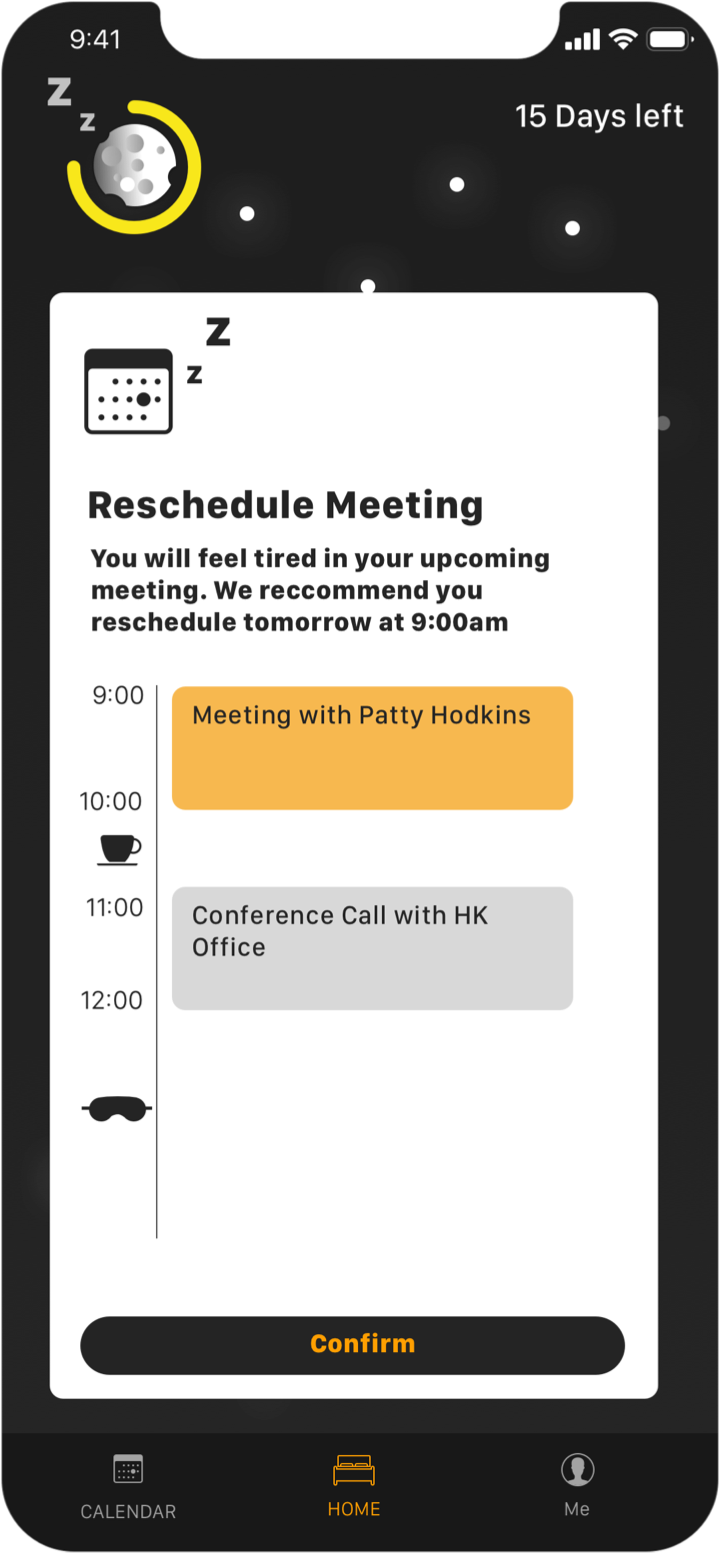 9:41
Z
z
15 Days left
Z
z
Reschedule Meeting
You will feel tired in your upcoming
meeting. We reccommend you
reschedule tomorrow at 9:00am
9:00
Meeting with Patty Hodkins
10:00
11:00
Conference Call with HK
Office
12:00
Confirm
CALENDAR
HOME
Me